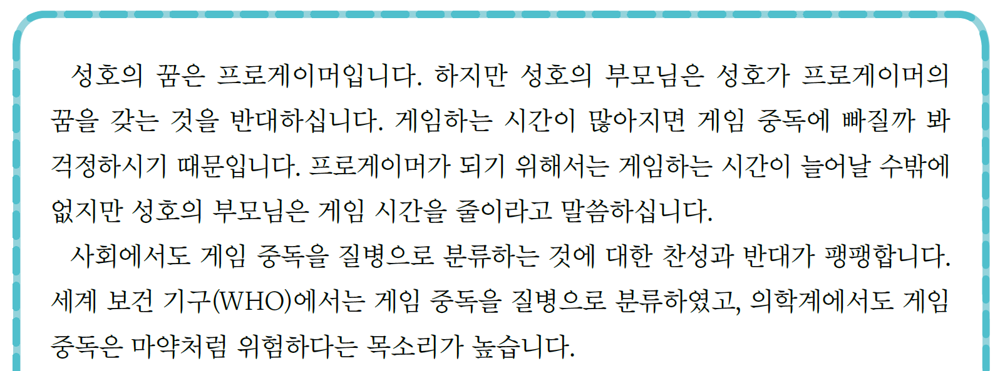 성호의 꿈은 프로게이머입니다. 하지만 성호의 부모님은 성호가 프로게이머의
꿈을 갖는 것을 반대하십니다. 게임하는 시간이 많아지면 게임 중독에 빠질까 봐
걱정하시기 때문입니다. 프로게이머가 되기 위해서는 게임하는 시간이 늘어날 수밖에
없지만 성호의 부모님은 게임 시간을 줄이라고 말씀하십니다.
사회에서도 게임 중독을 질병으로 분류하는 것에 대한 찬성과 반대가 팽팽합니다.
세계 보건 기구(WHO)에서는 게임 중독을 질병으로 분류하였고, 의학계에서도 게임
중독은 마약처럼 위험하다는 목소리가 높습니다.